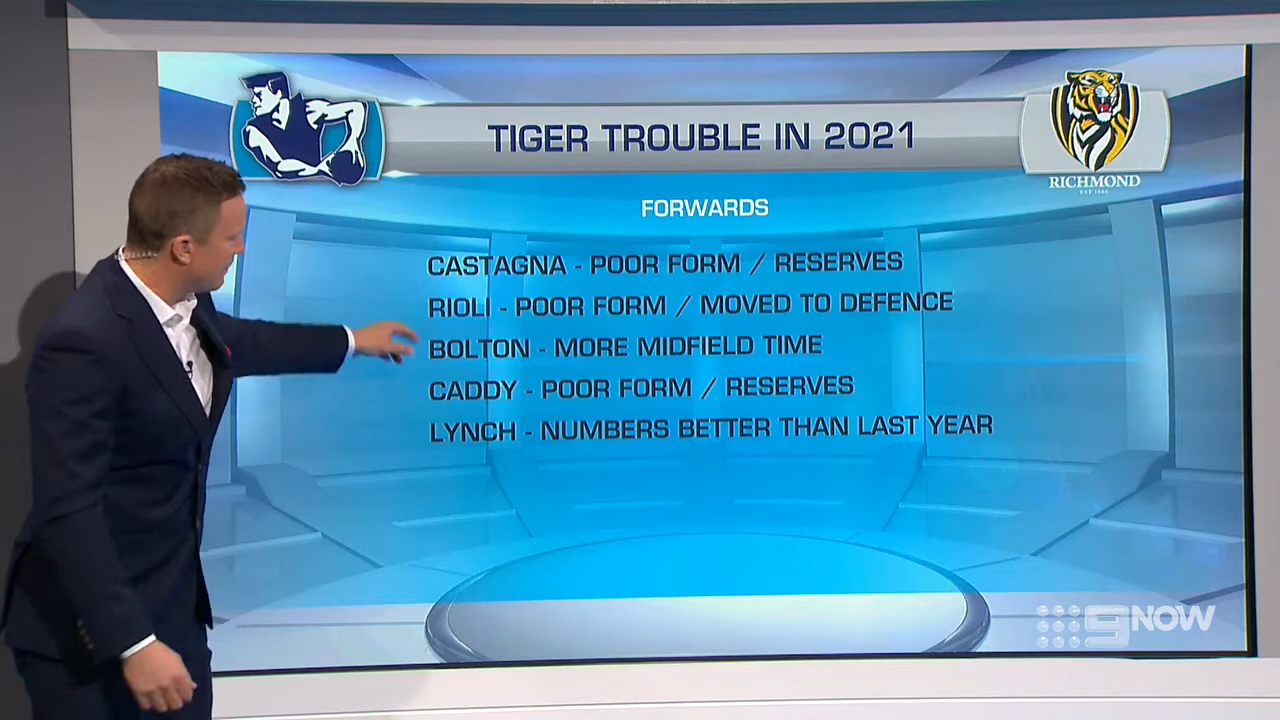 TIGER TROUBLE IN 2021
RICHMOND
FORWARDS
CASTAGNA - POOR FORM / RESERVES
RIOLI - POOR FORM / MOVED TO DEFENCE
BOLTON - MORE MIDFIELD TIME
CADDY - POOR FORM / RESERVES
LYNCH - NUMBERS BETTER THAN LAST YEAR
9NOW